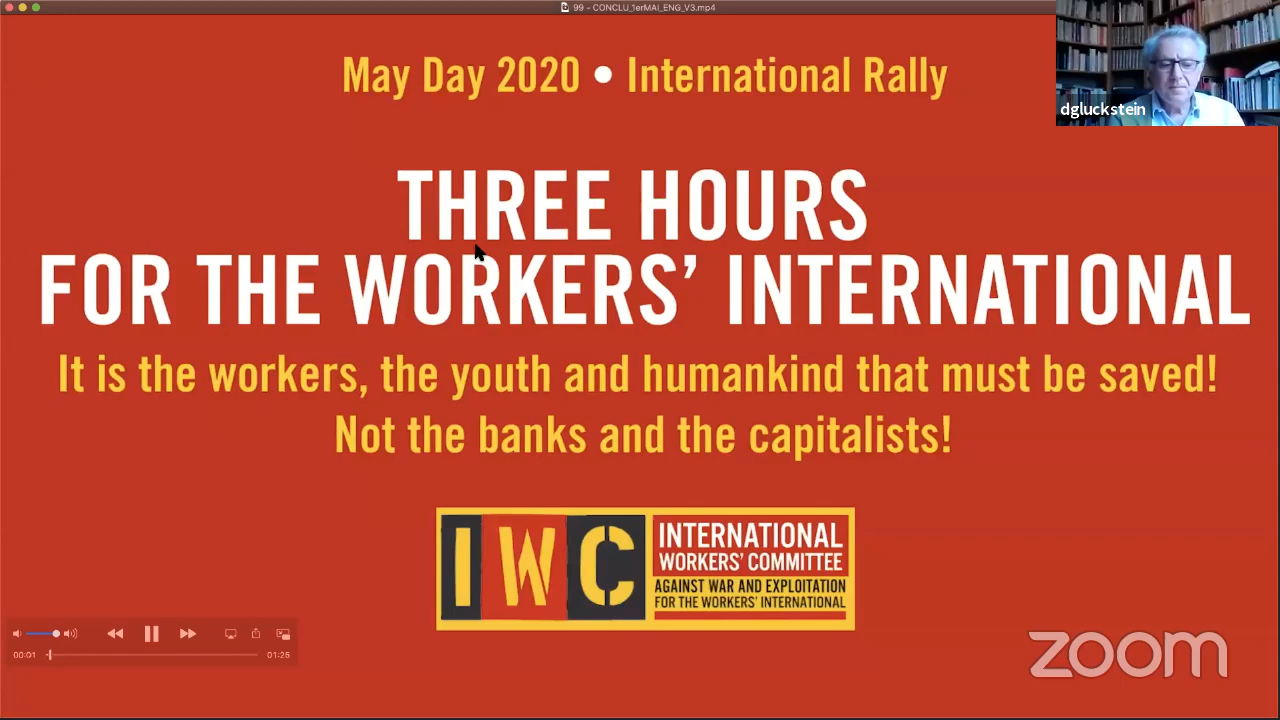 99 - CONCLU_1erMAI_ENG_V3.mp4
May Day 2020 • International Rally
dgluckstein
THREE HOURS
FOR THE WORKERS’ INTERNATIONAL
It is the workers, the youth and humankind that must be saved!
Not the banks and the capitalists!
IWC
INTERNATIONAL
WORKERS’ COMMITTEE
AGAINST WAR AND EXPLOITATION
FOR THE WORKERS’ INTERNATIONAL
00:01
01:25
zoom